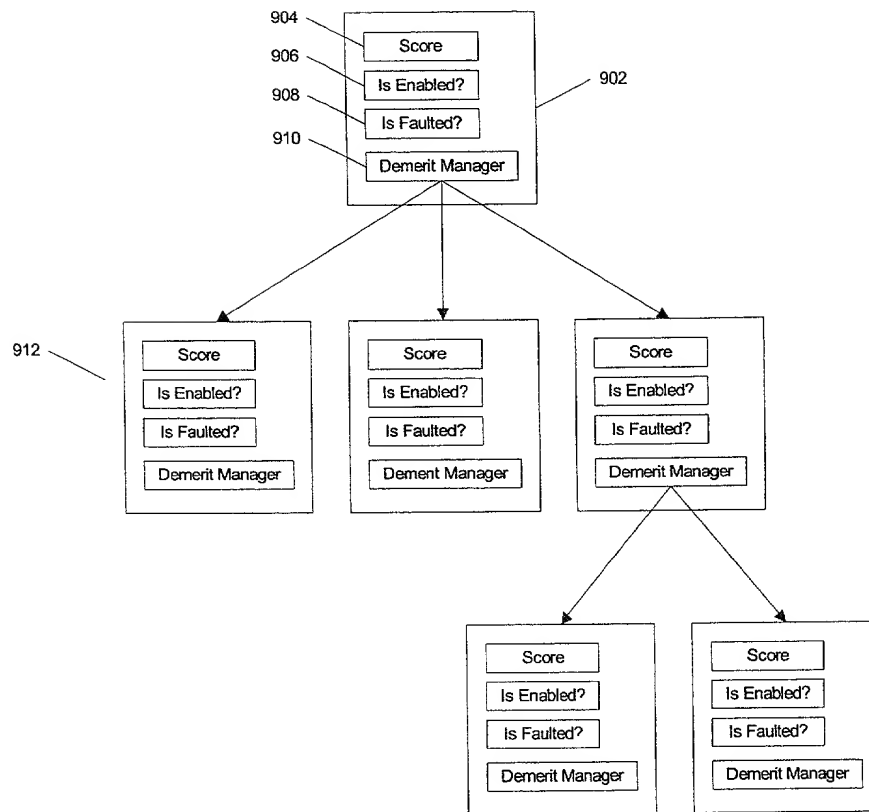 904
Score
906
Is Enabled?
902
908
Is Faulted?
910
Demerit Manager
912
Score
Score
Score
Is Enabled?
Is Enabled?
Is Enabled?
Is Faulted?
Is Faulted?
Is Faulted?
Demerit Manager
Dement Manager
Demerit Manager
Score
Score
Is Enabled?
Is Enabled?
Is Faulted?
Is Faulted?
Demerit Manager
Demerit Manager